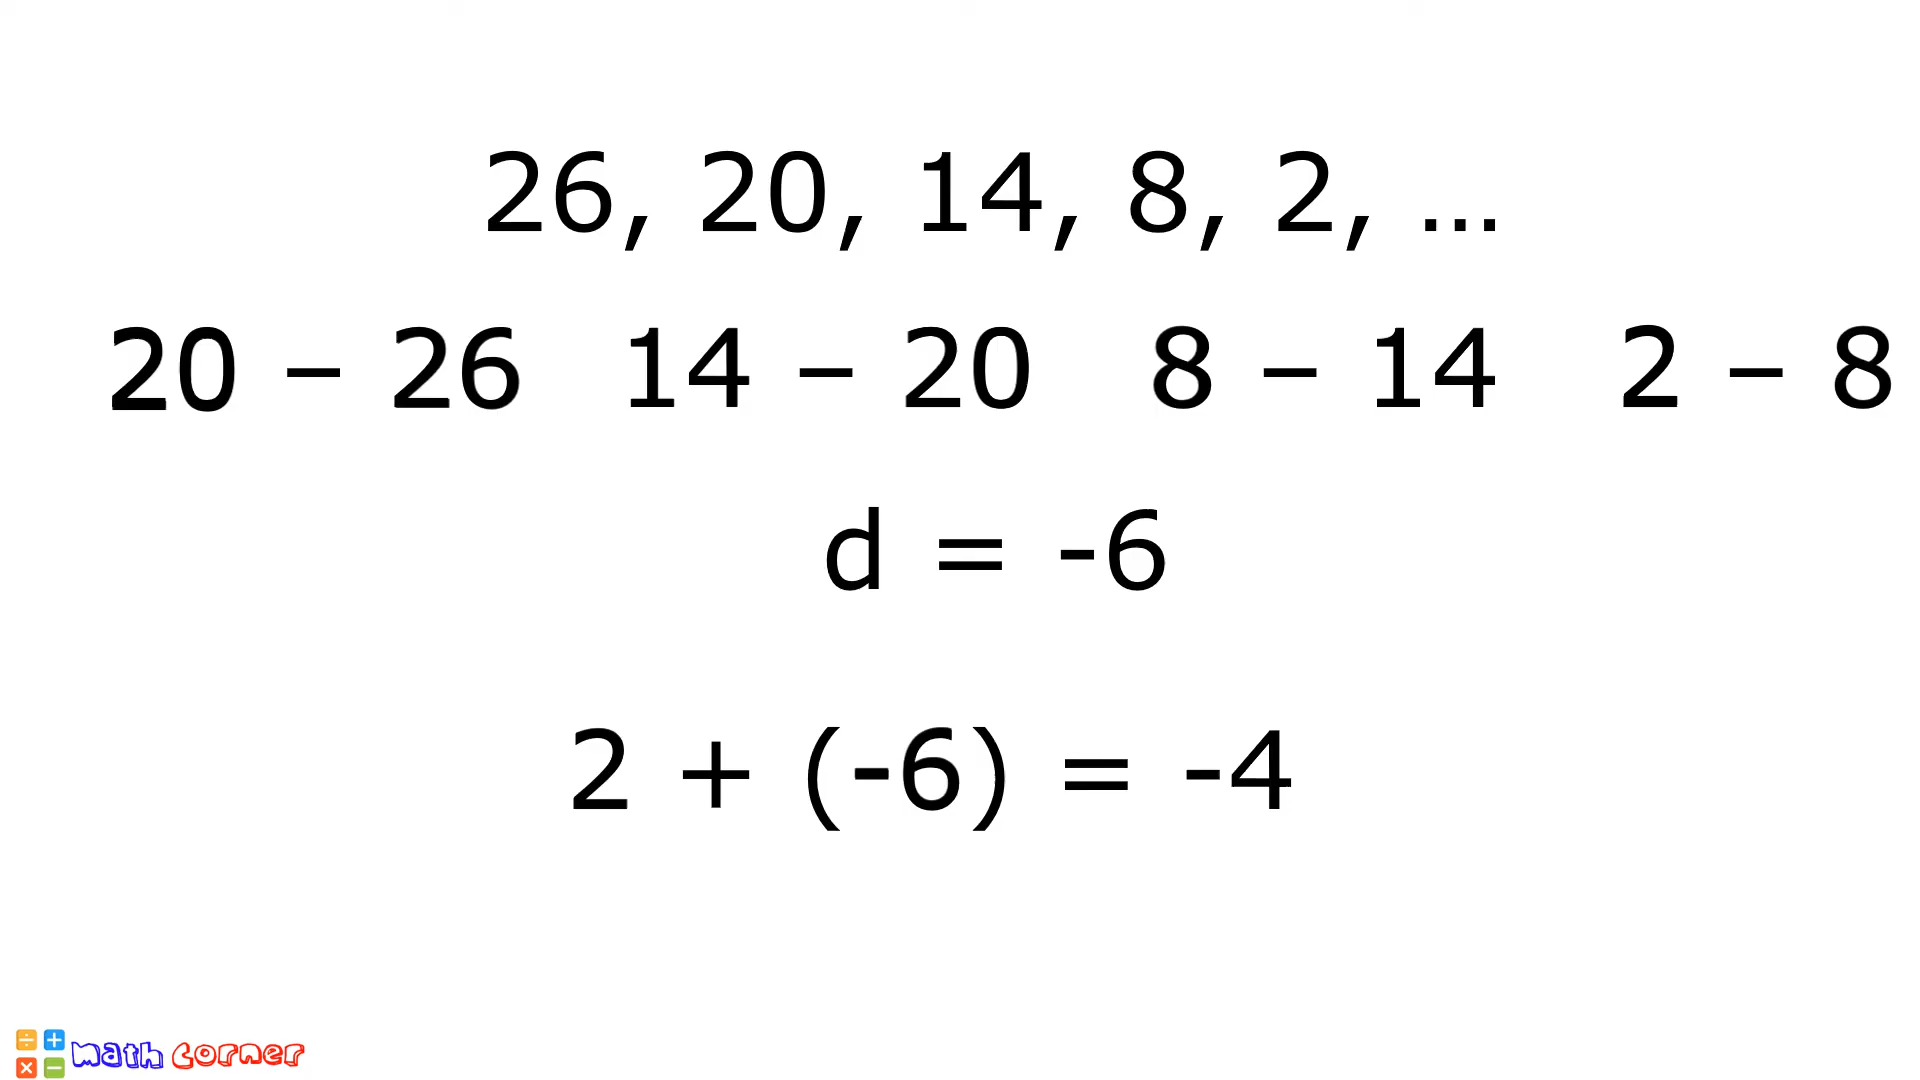 26, 20, 14, 8, 2, ...
20 – 26 14 – 20 8 – 14 2 – 8
d = -6
2 + (-6) = -4
÷ +
× − math corner